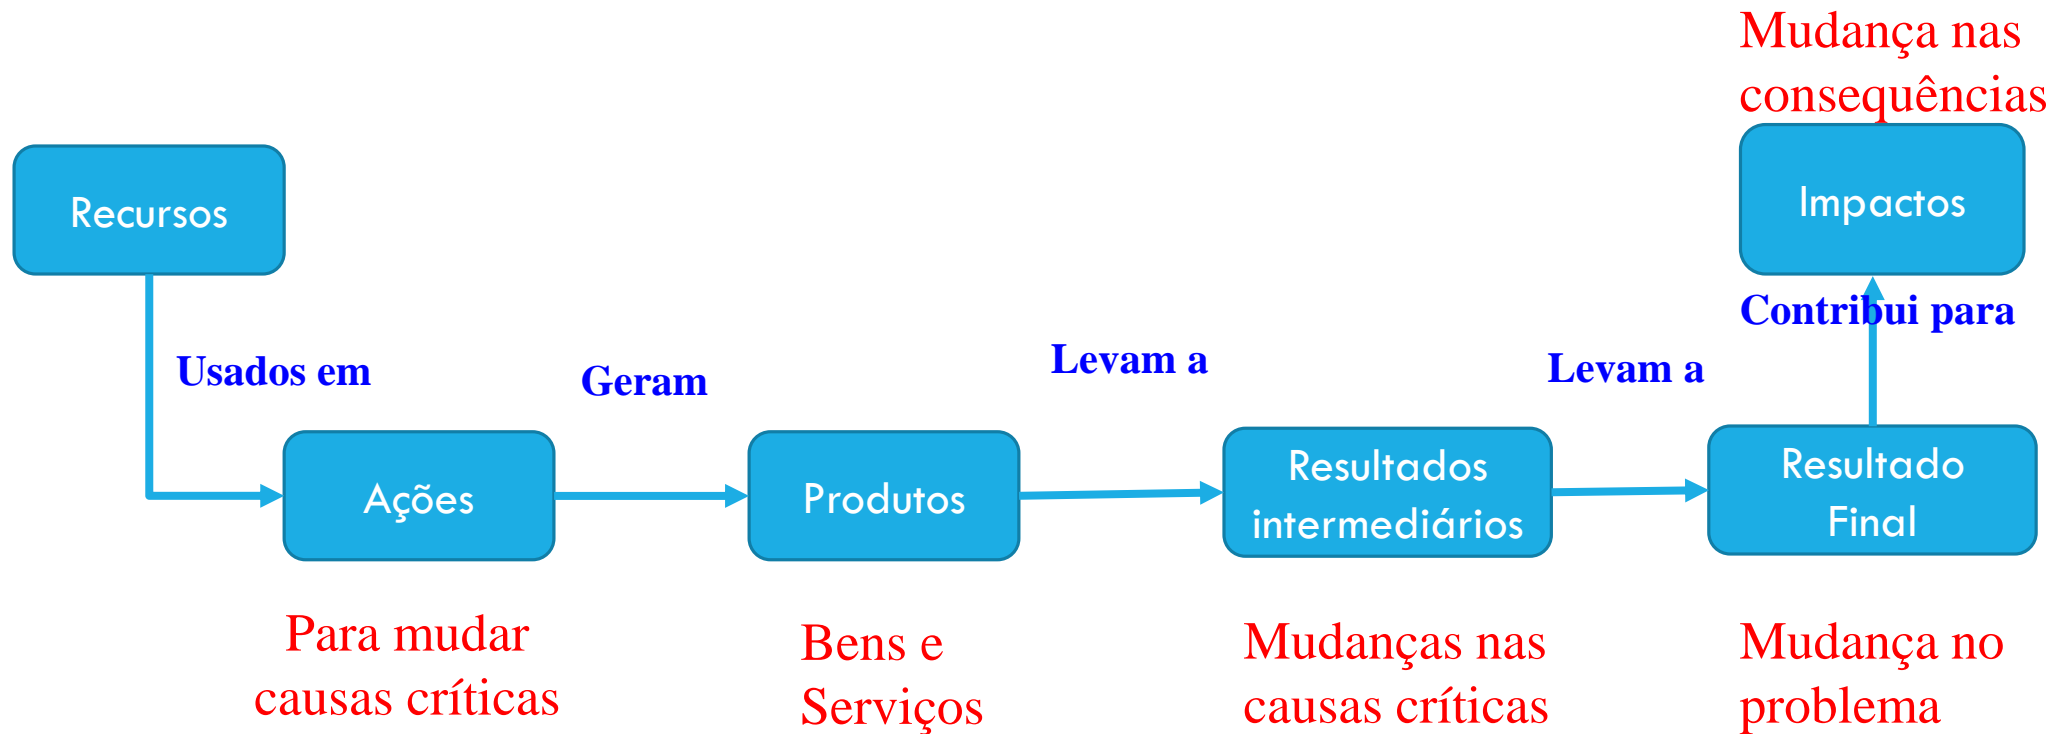 Mudança nas
consequências
Recursos
Impactos
Contribui para
Usados em
Geram
Levam a
Levam a
Ações
Produtos
Resultados
intermediários
Resultado
Final
Para mudar
causas críticas
Bens e
Serviços
Mudanças nas
causas críticas
Mudança no
problema